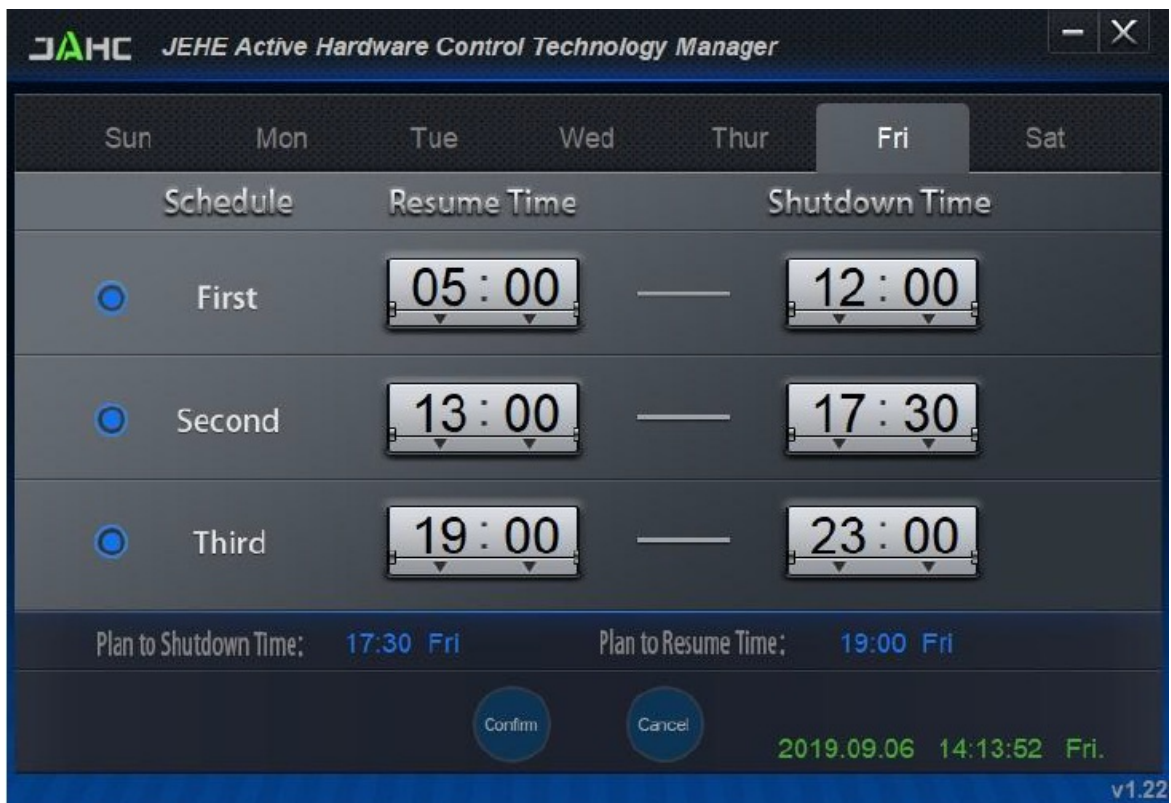 JAHC JEHE Active Hardware Control Technology Manager
Sun Mon Tue Wed Thur Fri Sat
Schedule Resume Time Shutdown Time
First 05:00 12:00
Second 13:00 17:30
Third 19:00 23:00
Plan to Shutdown Time: 17:30 Fri Plan to Resume Time: 19:00 Fri
Confirm Cancel
2019.09.06 14:13:52 Fri.
v1.22